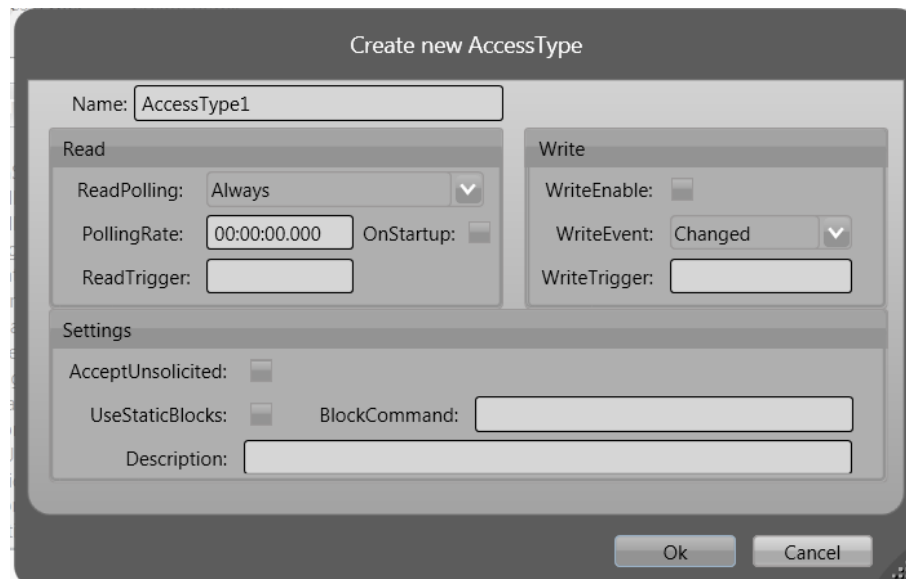 Create new AccessType
Name: AccessType1
Read
ReadPolling: Always
PollingRate: 00:00:00.000 OnStartup:
ReadTrigger:
Write
WriteEnable:
WriteEvent: Changed
WriteTrigger:
Settings
AcceptUnsolicited:
UseStaticBlocks: BlockCommand:
Description:
Ok Cancel